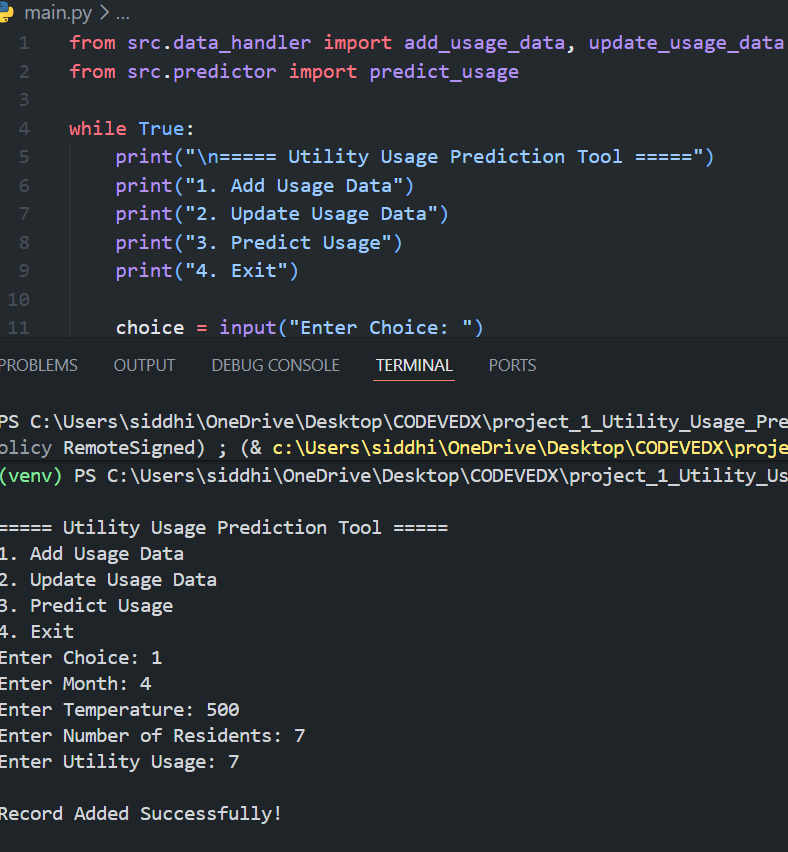 main.py > ...
1 from src.data_handler import add_usage_data, update_usage_data
2 from src.predictor import predict_usage
3
4 while True:
5 print("\n===== Utility Usage Prediction Tool =====")
6 print("1. Add Usage Data")
7 print("2. Update Usage Data")
8 print("3. Predict Usage")
9 print("4. Exit")
10
11 choice = input("Enter Choice: ")
PROBLEMS OUTPUT DEBUG CONSOLE TERMINAL PORTS
PS C:\Users\siddhi\OneDrive\Desktop\CODEVEDX\project_1_Utility_Usage_Pre
olicy RemoteSigned) ; (& c:\Users\siddhi\OneDrive\Desktop\CODEVEDX\proje
(venv) PS C:\Users\siddhi\OneDrive\Desktop\CODEVEDX\project_1_Utility_Us
===== Utility Usage Prediction Tool =====
1. Add Usage Data
2. Update Usage Data
3. Predict Usage
4. Exit
Enter Choice: 1
Enter Month: 4
Enter Temperature: 500
Enter Number of Residents: 7
Enter Utility Usage: 7
Record Added Successfully!